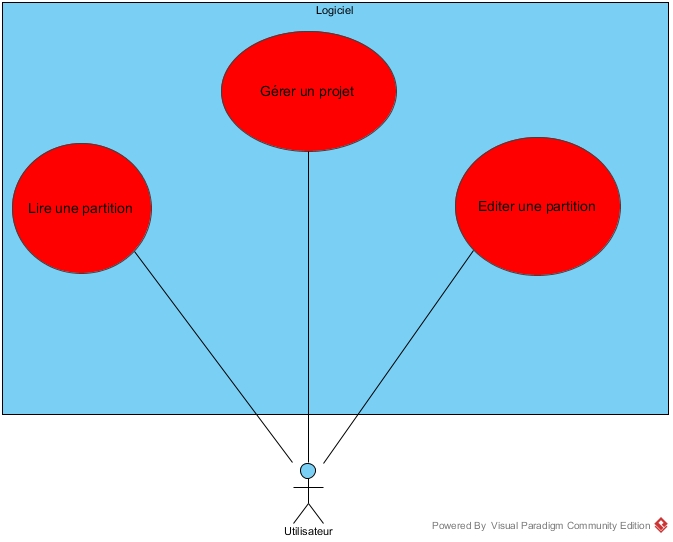 Logiciel
Gérer un projet
Lire une partition
Editer une partition
Utilisateur
Powered By Visual Paradigm Community Edition